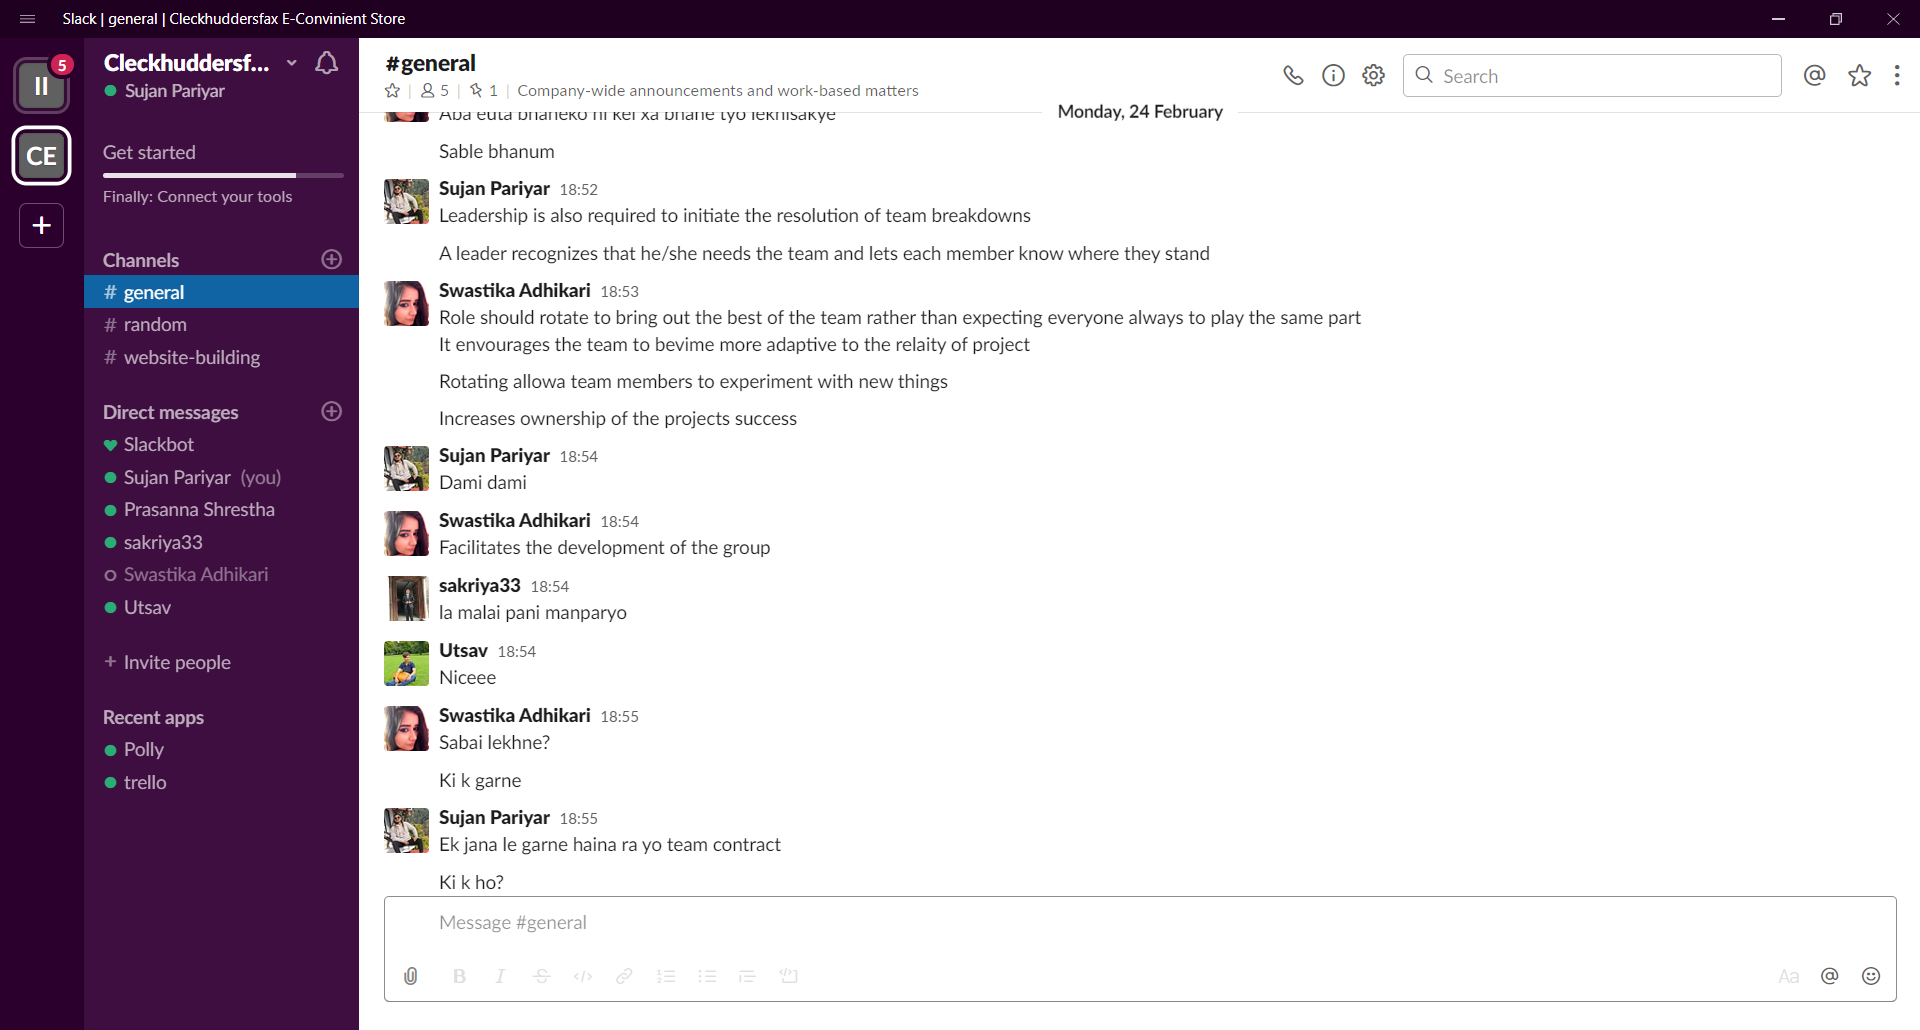 Slack | general | Cleckhuddersfax E-Convinient Store
II
5
CE
+
Cleckhuddersf...
Sujan Pariyar
Get started
Finally: Connect your tools
Channels
# general
# random
# website-building
Direct messages
Slackbot
Sujan Pariyar (you)
Prasanna Shrestha
sakriya33
Swastika Adhikari
Utsav
+ Invite people
Recent apps
Polly
trello
#general
5 | 1 | Company-wide announcements and work-based matters
Search
Monday, 24 February
Aba euta bhaneko ni kei xa bhane tyo lekhisakye
Sable bhanum
Sujan Pariyar 18:52
Leadership is also required to initiate the resolution of team breakdowns
A leader recognizes that he/she needs the team and lets each member know where they stand
Swastika Adhikari 18:53
Role should rotate to bring out the best of the team rather than expecting everyone always to play the same part
It envourages the team to bevime more adaptive to the relaity of project
Rotating allowa team members to experiment with new things
Increases ownership of the projects success
Sujan Pariyar 18:54
Dami dami
Swastika Adhikari 18:54
Facilitates the development of the group
sakriya33 18:54
la malai pani manparyo
Utsav 18:54
Niceee
Swastika Adhikari 18:55
Sabai lekhne?
Ki k garne
Sujan Pariyar 18:55
Ek jana le garne haina ra yo team contract
Ki k ho?
Message #general
B I S </> Aa @